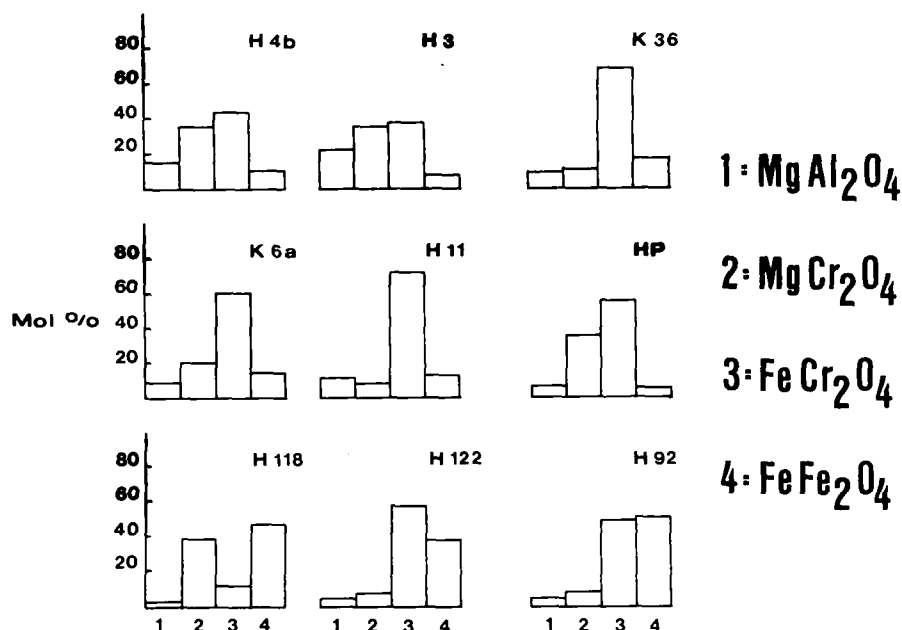 H 4b
H 3
K 36
80
60
40
20
K 6a
H 11
HP
80
60
40
20
Mol %
H 118
H 122
H 92
80
60
40
20
1 2 3 4
1 2 3 4
1 2 3 4
1: MgAl2O4
2: MgCr2O4
3: FeCr2O4
4: FeFe2O4